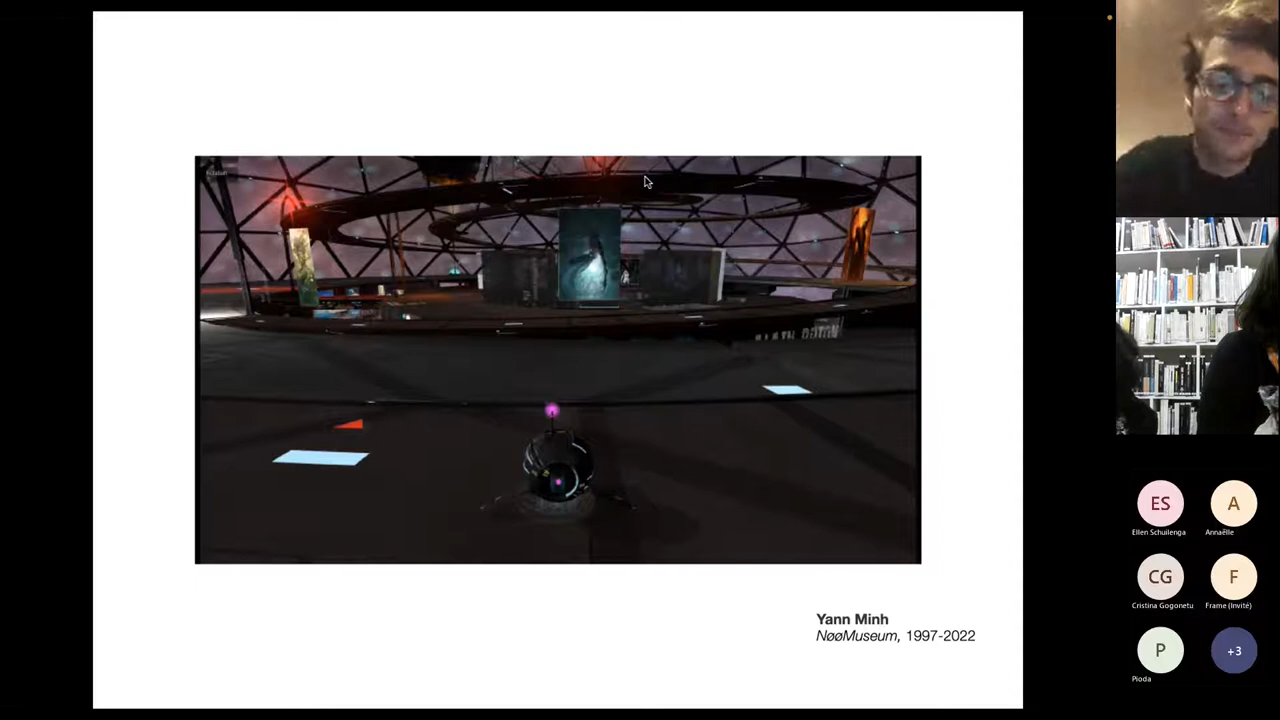 Yann Minh
NøøMuseum, 1997-2022
ES
A
Ellen Schuilenga
Annaëlle
CG
F
Cristina Gogonetu
Frame (Invité)
P
+3
Pioda